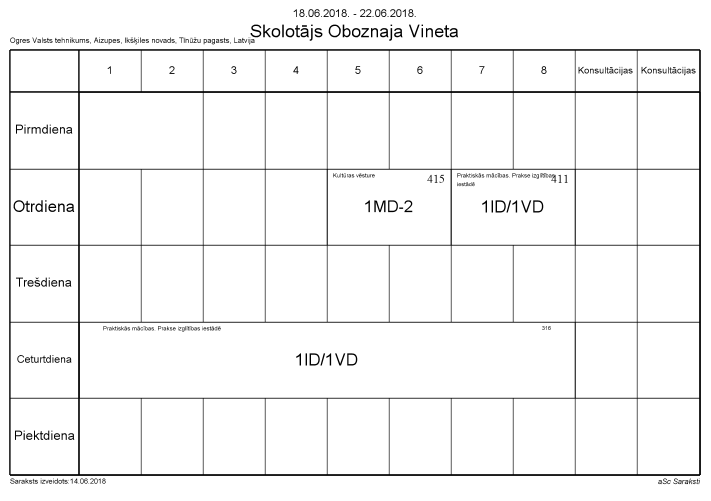 18.06.2018. - 22.06.2018.
Skolotājs Oboznaja Vineta
Ogres Valsts tehnikums, Aizupes, Ikšķiles novads, Tīnūžu pagasts, Latvija
1 2 3 4 5 6 7 8 Konsultācijas Konsultācijas
Pirmdiena
Otrdiena
Kultūras vēsture 415
1MD-2
Praktiskās mācības. Prakse izglītības 411
iestādē
1ID/1VD
Trešdiena
Ceturtdiena
Praktiskās mācības. Prakse izglītības iestādē 316
1ID/1VD
Piektdiena
Saraksts izveidots:14.06.2018
aSc Saraksti